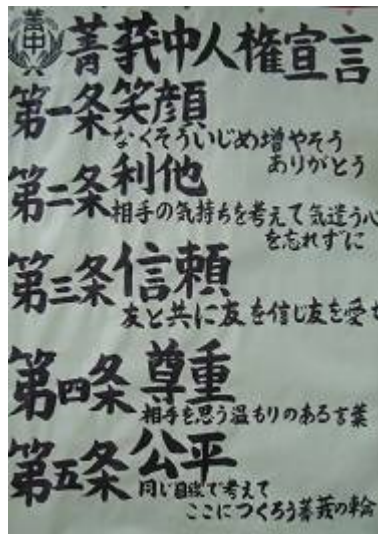 菁中
菁莪中人権宣言
第一条 笑顔
なくそういじめ増やそう
ありがとう
第二条 利他
相手の気持ちを考えて気遣う心
を忘れずに
第三条 信頼
友と共に友を信じ友を愛せ
第四条 尊重
相手を思う温もりのある言葉
第五条 公平
同じ目線で考えて
ここにつくろう菁莪の輪